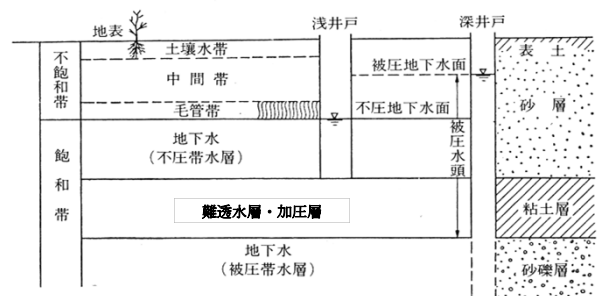 浅井戸
深井戸
地表
不飽和帯
土壌水帯
中間帯
毛管帯
被圧地下水面
不圧地下水面
表土
砂層
飽和帯
地下水
(不圧帯水層)
被圧水頭
難透水層・加圧層
粘土層
地下水
(被圧帯水層)
砂礫層